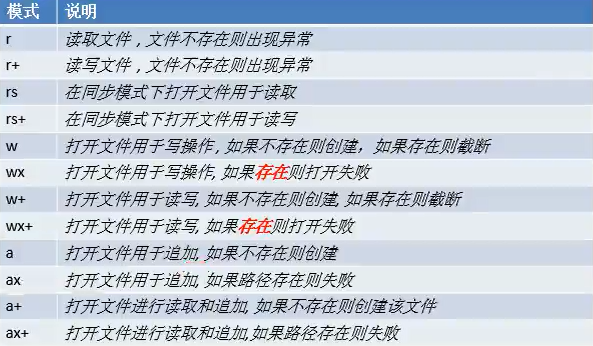 模式 说明
r 读取文件，文件不存在则出现异常
r+ 读写文件，文件不存在则出现异常
rs 在同步模式下打开文件用于读取
rs+ 在同步模式下打开文件用于读写
w 打开文件用于写操作, 如果不存在则创建，如果存在则截断
wx 打开文件用于写操作, 如果存在则打开失败
w+ 打开文件用于读写, 如果不存在则创建, 如果存在则截断
wx+ 打开文件用于读写, 如果存在则打开失败
a 打开文件用于追加, 如果不存在则创建
ax 打开文件用于追加, 如果路径存在则失败
a+ 打开文件进行读取和追加, 如果不存在则创建该文件
ax+ 打开文件进行读取和追加,如果路径存在则失败